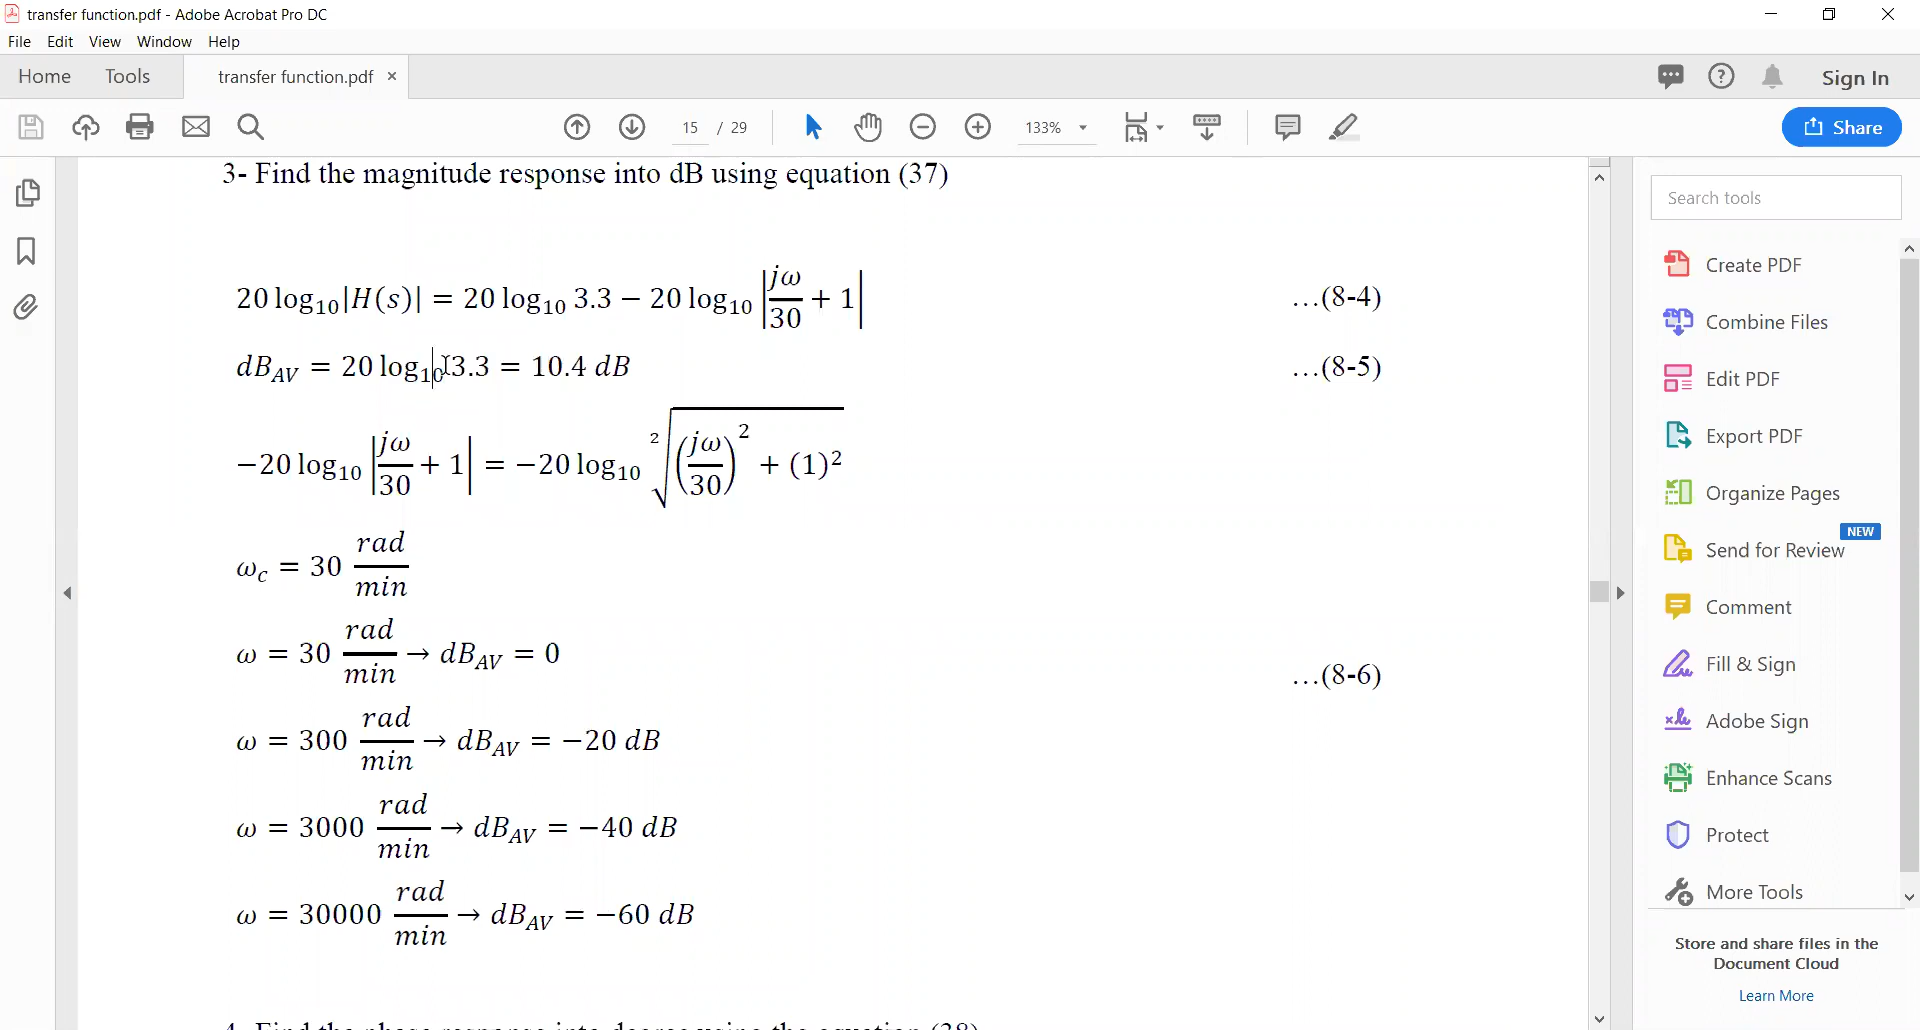 transfer function.pdf - Adobe Acrobat Pro DC
File Edit View Window Help
Home Tools transfer function.pdf × Sign In
15 / 29 133% Share
3- Find the magnitude response into dB using equation (37)
20 log₁₀|H(s)| = 20 log₁₀ 3.3 − 20 log₁₀ |jω/30 + 1| …(8-4)
dB_AV = 20 log₁₀ 3.3 = 10.4 dB …(8-5)
−20 log₁₀ |jω/30 + 1| = −20 log₁₀ ²√((jω/30)² + (1)²)
ω_c = 30 rad/min
ω = 30 rad/min → dB_AV = 0
…(8-6)
ω = 300 rad/min → dB_AV = −20 dB
ω = 3000 rad/min → dB_AV = −40 dB
ω = 30000 rad/min → dB_AV = −60 dB
Search tools
Create PDF
Combine Files
Edit PDF
Export PDF
Organize Pages
NEW
Send for Review
Comment
Fill & Sign
Adobe Sign
Enhance Scans
Protect
More Tools
Store and share files in the
Document Cloud
Learn More